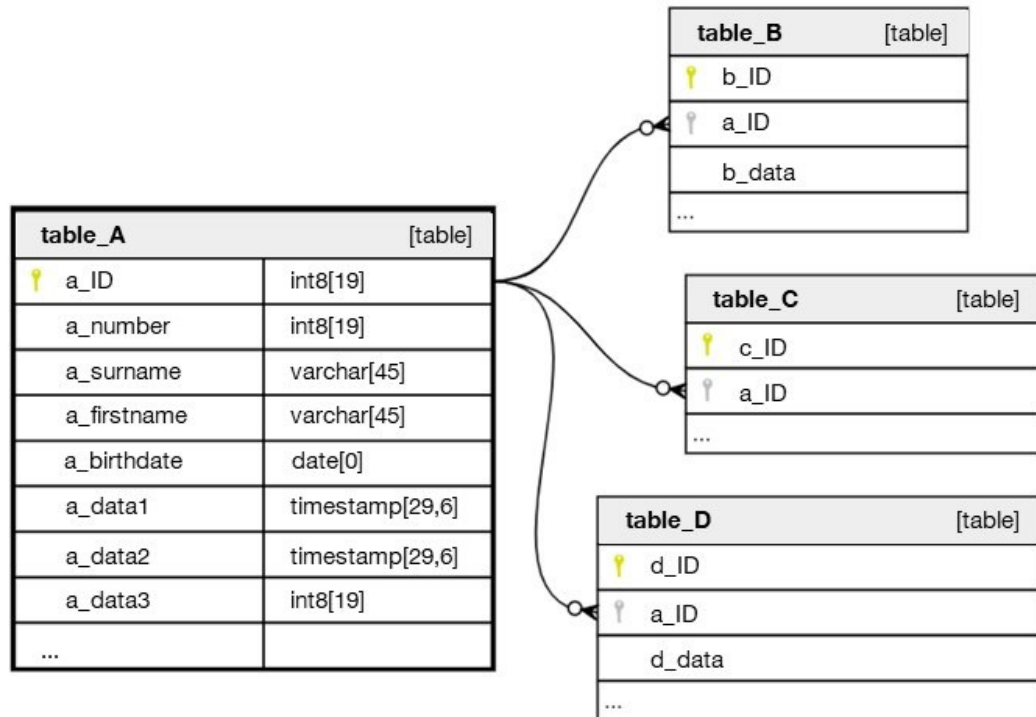 table_B [table]
b_ID
a_ID
b_data
...
table_A [table]
a_ID int8[19]
a_number int8[19]
a_surname varchar[45]
a_firstname varchar[45]
a_birthdate date[0]
a_data1 timestamp[29,6]
a_data2 timestamp[29,6]
a_data3 int8[19]
...
table_C [table]
c_ID
a_ID
...
table_D [table]
d_ID
a_ID
d_data
...